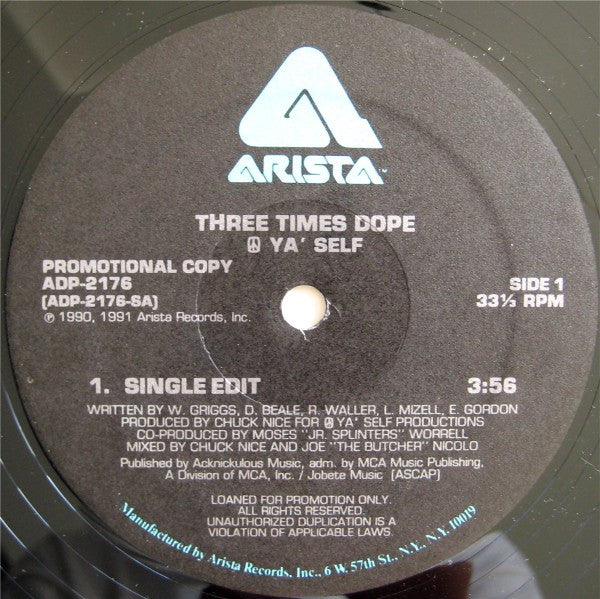 ARISTA™
THREE TIMES DOPE
☮ YA' SELF
PROMOTIONAL COPY
ADP-2176
(ADP-2176-SA)
℗ 1990, 1991 Arista Records, Inc.
SIDE 1
33⅓ RPM
1. SINGLE EDIT 3:56
WRITTEN BY W. GRIGGS, D. BEALE, R. WALLER, L. MIZELL, E. GORDON
PRODUCED BY CHUCK NICE FOR ☮ YA' SELF PRODUCTIONS
CO-PRODUCED BY MOSES "JR. SPLINTERS" WORRELL
MIXED BY CHUCK NICE AND JOE "THE BUTCHER" NICOLO
Published by Acknickulous Music, adm. by MCA Music Publishing,
A Division of MCA, Inc. / Jobete Music (ASCAP)
LOANED FOR PROMOTION ONLY.
ALL RIGHTS RESERVED.
UNAUTHORIZED DUPLICATION IS A
VIOLATION OF APPLICABLE LAWS.
Manufactured by Arista Records, Inc., 6 W. 57th St., N.Y., N.Y. 10019